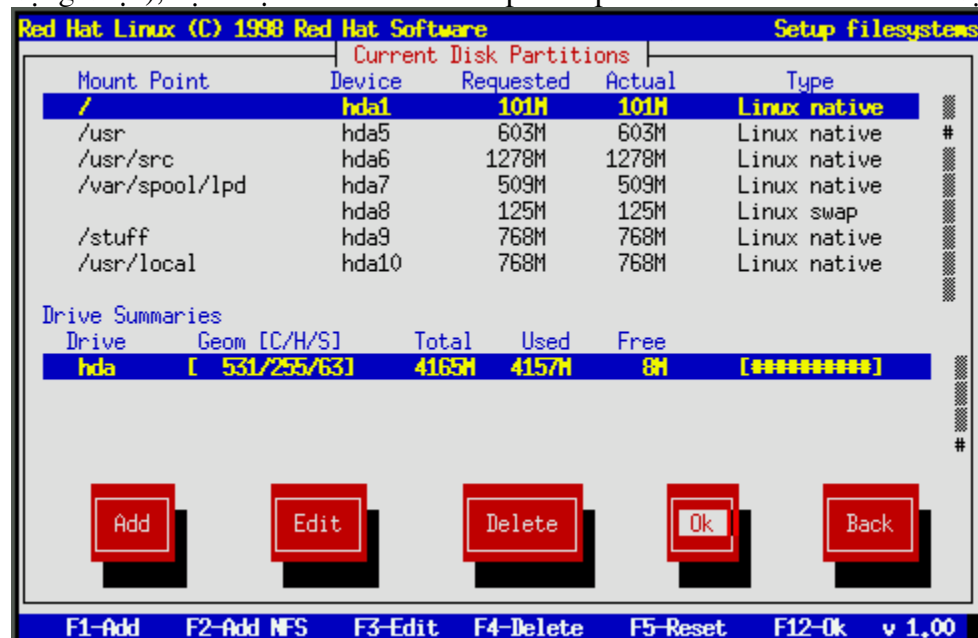 Red Hat Linux (C) 1998 Red Hat Software Setup filesystems
Current Disk Partitions
Mount Point Device Requested Actual Type
/ hda1 101M 101M Linux native
/usr hda5 603M 603M Linux native
/usr/src hda6 1278M 1278M Linux native
/var/spool/lpd hda7 509M 509M Linux native
hda8 125M 125M Linux swap
/stuff hda9 768M 768M Linux native
/usr/local hda10 768M 768M Linux native
Drive Summaries
Drive Geom [C/H/S] Total Used Free
hda [ 531/255/63] 4165M 4157M 8M [##########]
Add Edit Delete Ok Back
F1-Add F2-Add NFS F3-Edit F4-Delete F5-Reset F12-Ok v 1.00